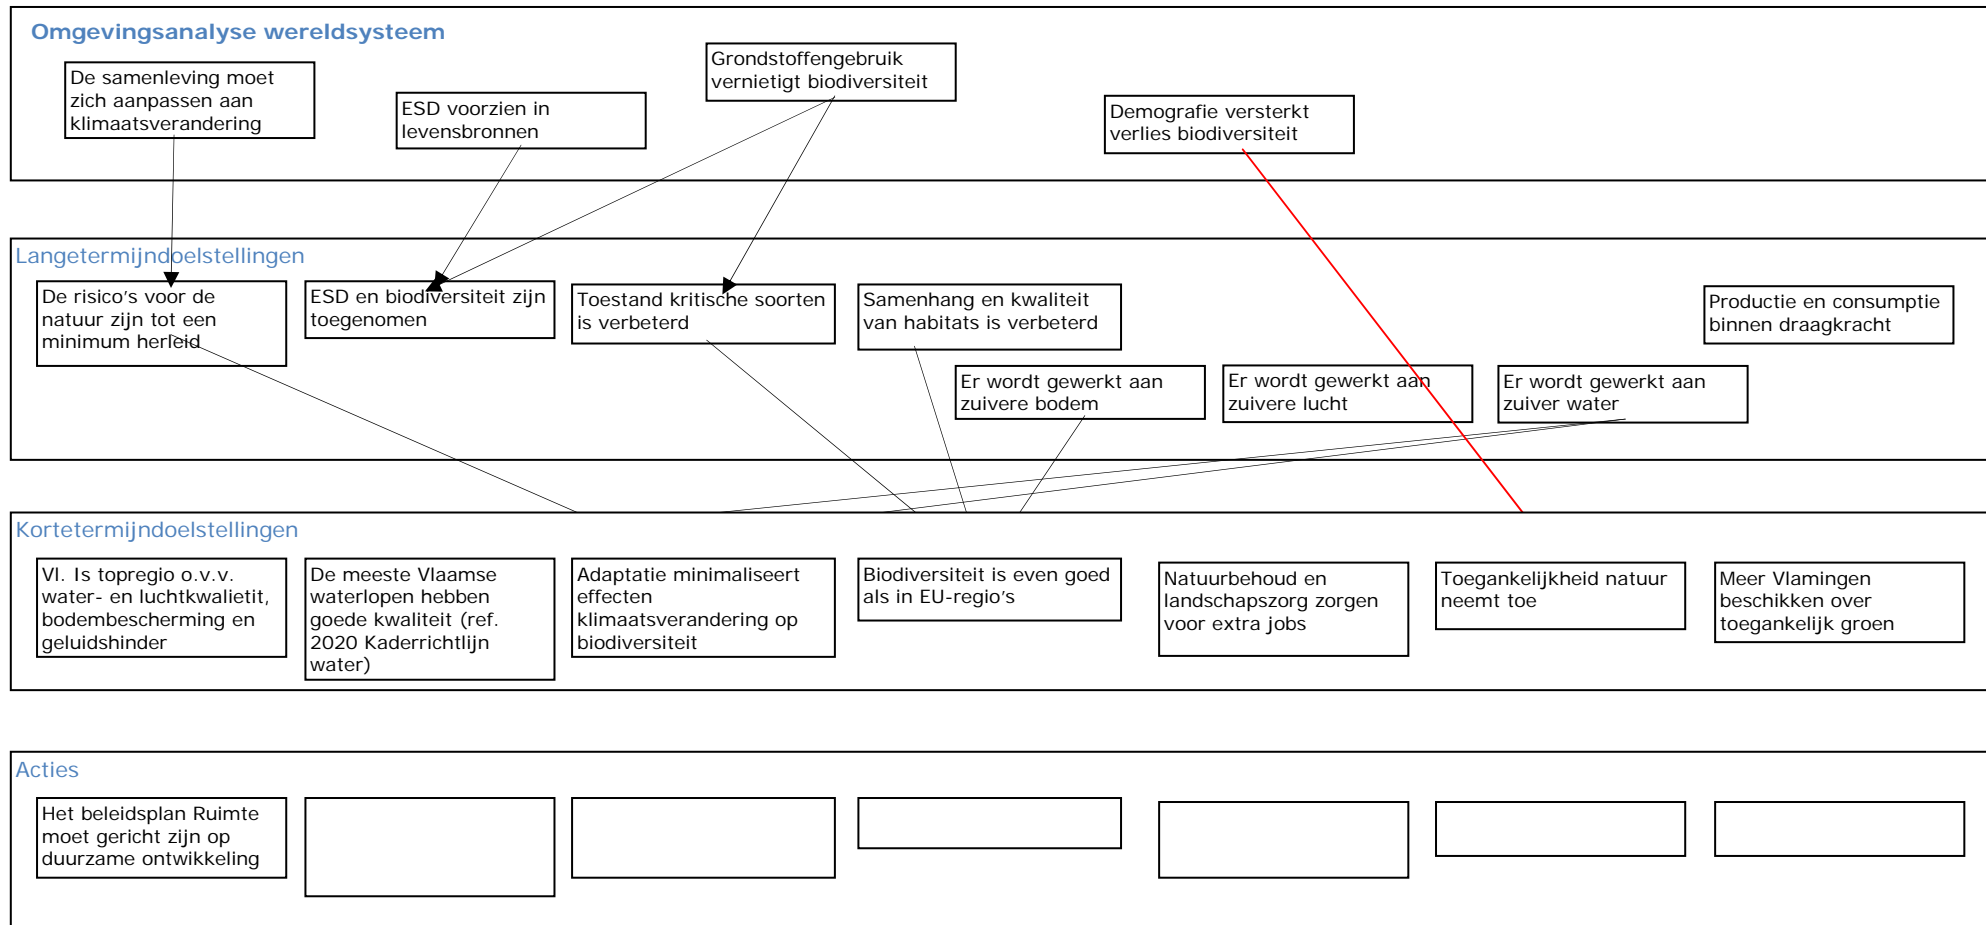 Omgevingsanalyse wereldsysteem
De samenleving moet
zich aanpassen aan
klimaatsverandering
ESD voorzien in
levensbronnen
Grondstoffengebruik
vernietigt biodiversiteit
Demografie versterkt
verlies biodiversiteit
Langetermijndoelstellingen
De risico's voor de
natuur zijn tot een
minimum herleid
ESD en biodiversiteit zijn
toegenomen
Toestand kritische soorten
is verbeterd
Samenhang en kwaliteit
van habitats is verbeterd
Er wordt gewerkt aan
zuivere bodem
Er wordt gewerkt aan
zuivere lucht
Er wordt gewerkt aan
zuiver water
Productie en consumptie
binnen draagkracht
Kortetermijndoelstellingen
Vl. Is topregio o.v.v.
water- en luchtkwalietit,
bodembescherming en
geluidshinder
De meeste Vlaamse
waterlopen hebben
goede kwaliteit (ref.
2020 Kaderrichtlijn
water)
Adaptatie minimaliseert
effecten
klimaatsverandering op
biodiversiteit
Biodiversiteit is even goed
als in EU-regio's
Natuurbehoud en
landschapszorg zorgen
voor extra jobs
Toegankelijkheid natuur
neemt toe
Meer Vlamingen
beschikken over
toegankelijk groen
Acties
Het beleidsplan Ruimte
moet gericht zijn op
duurzame ontwikkeling